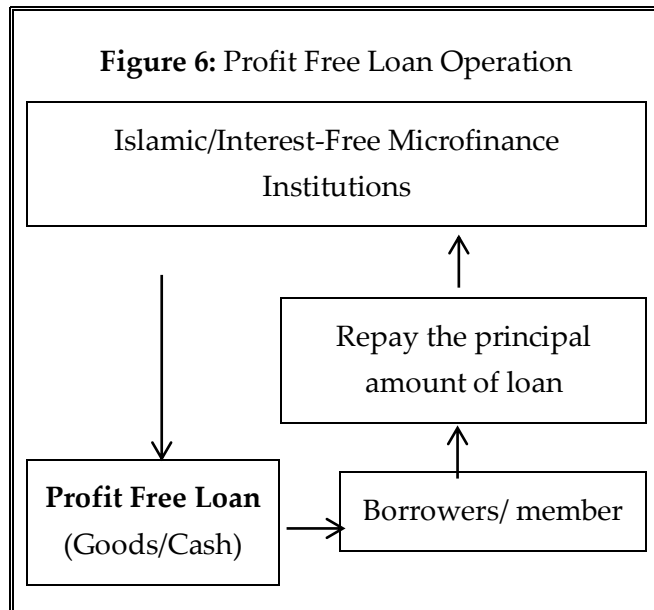 Figure 6: Profit Free Loan Operation
Islamic/Interest-Free Microfinance
Institutions
Repay the principal
amount of loan
Profit Free Loan
(Goods/Cash)
Borrowers/ member